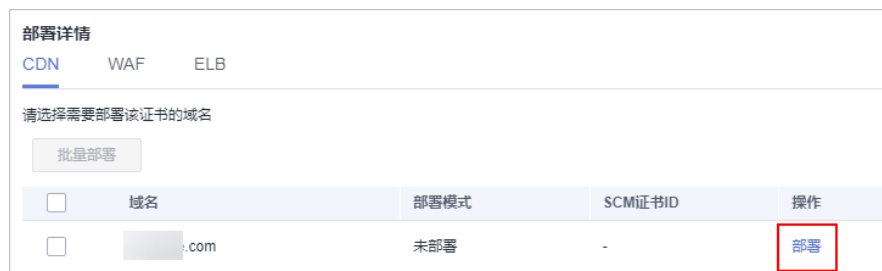 部署详情
CDN WAF ELB
请选择需要部署该证书的域名
批量部署
域名 部署模式 SCM证书ID 操作
.com 未部署 - 部署